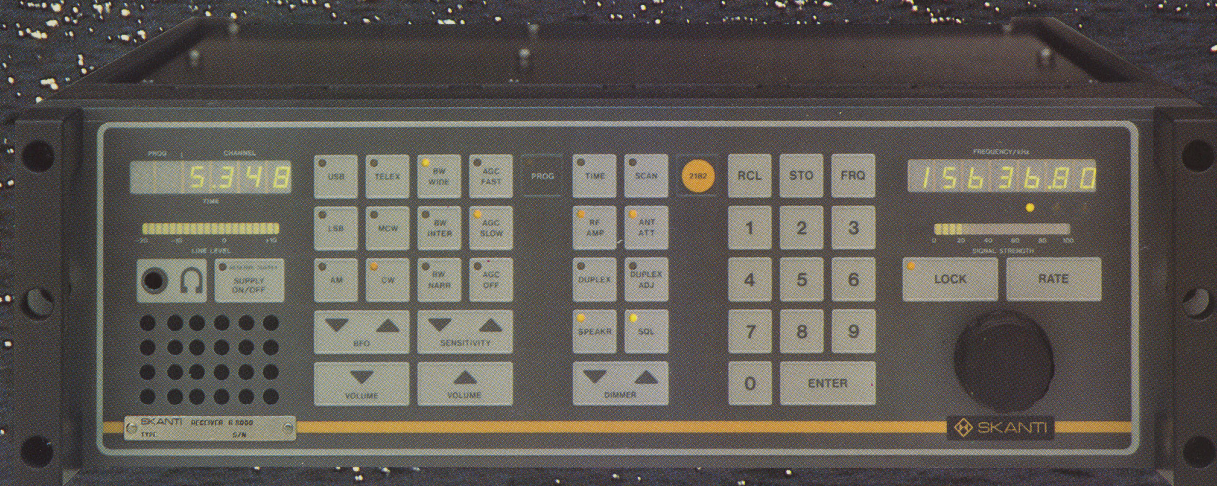 PROG CHANNEL
5.348
TIME
-20 -10 0 +10
LINE LEVEL
SUPPLY
ON/OFF
USB TELEX BW WIDE AGC FAST PROG
LSB MCW BW INTER AGC SLOW
AM CW BW NARR AGC OFF
BFO SENSITIVITY
VOLUME VOLUME
TIME SCAN 2182
RF AMP ANT ATT
DUPLEX DUPLEX ADJ
SPEAKR SQL
DIMMER
RCL STO FRQ
1 2 3
4 5 6
7 8 9
0 ENTER
FREQUENCY/kHz
15636.80
0 20 40 60 80 100
SIGNAL STRENGTH
LOCK RATE
SKANTI RECEIVER R 8000
TYPE S/N
SKANTI